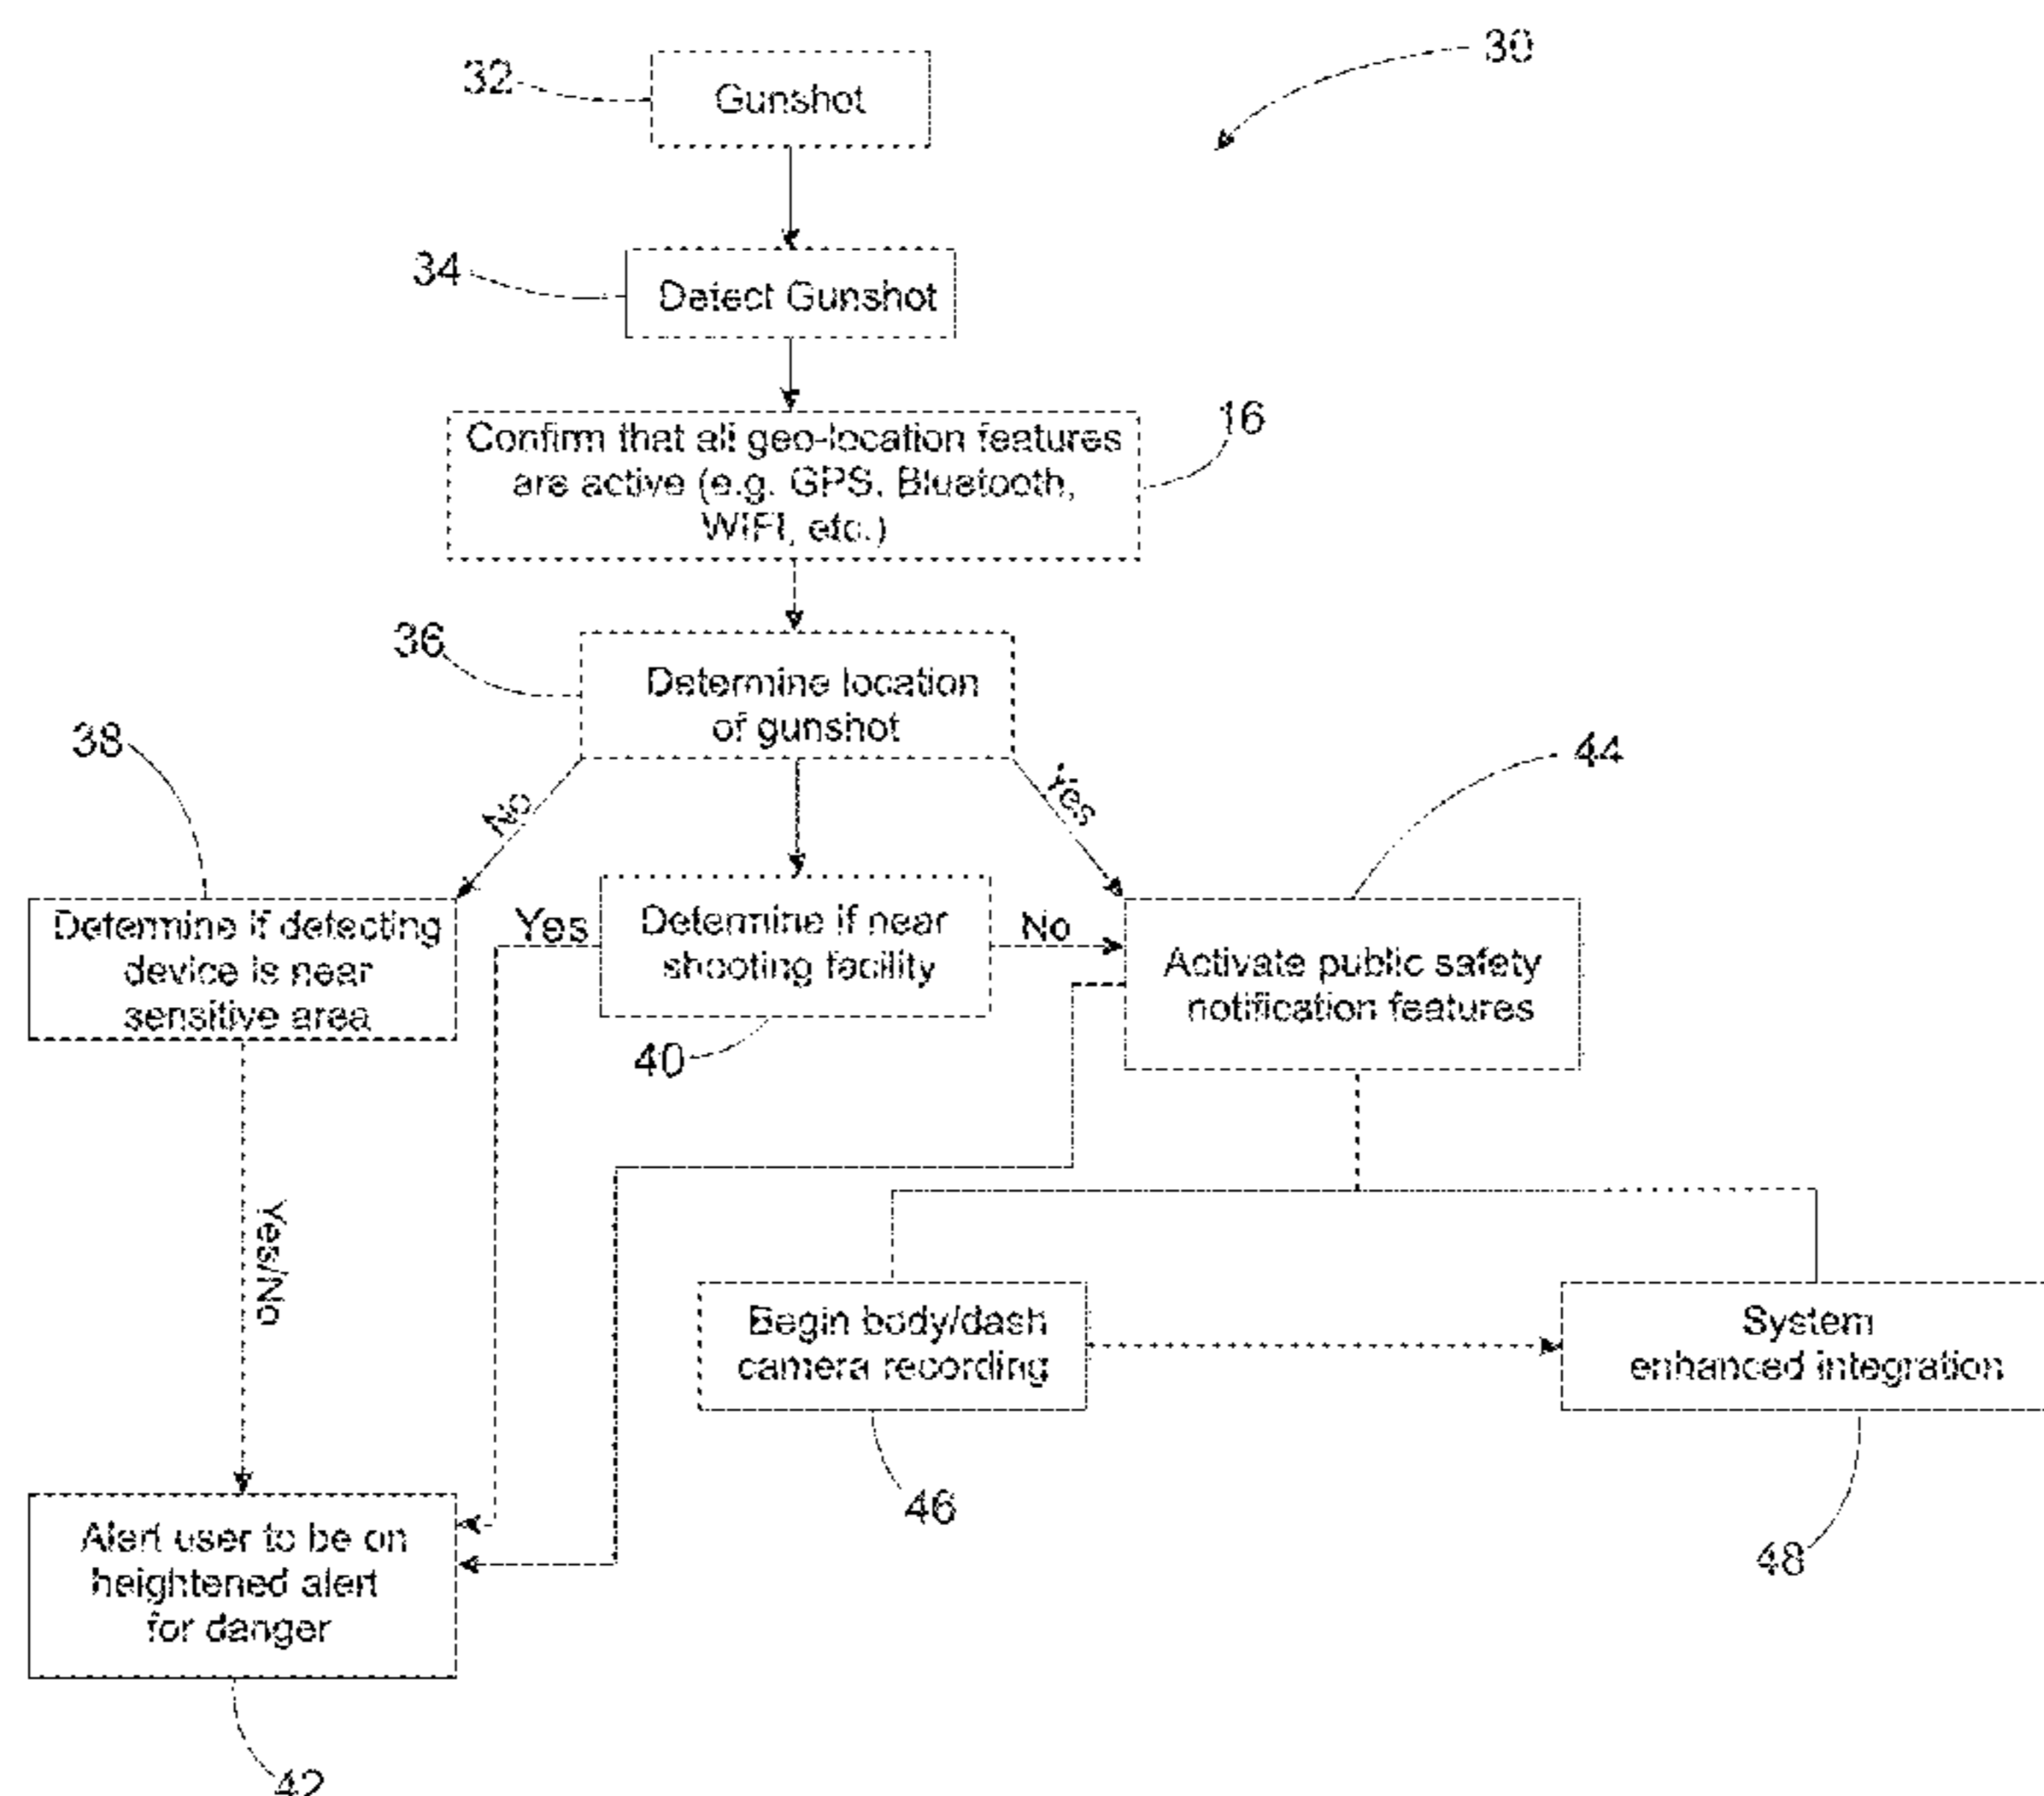 30
32
Gunshot
34
Detect Gunshot
16
Confirm that all geo-location features
are active (e.g. GPS, Bluetooth,
WIFI, etc.)
36
Determine location
of gunshot
38
No
Yes
44
Determine if detecting
device is near
sensitive area
Yes
Determine if near
shooting facility
No
40
Activate public safety
notification features
Yes/No
Begin body/dash
camera recording
46
System
enhanced integration
48
Alert user to be on
heightened alert
for danger
42